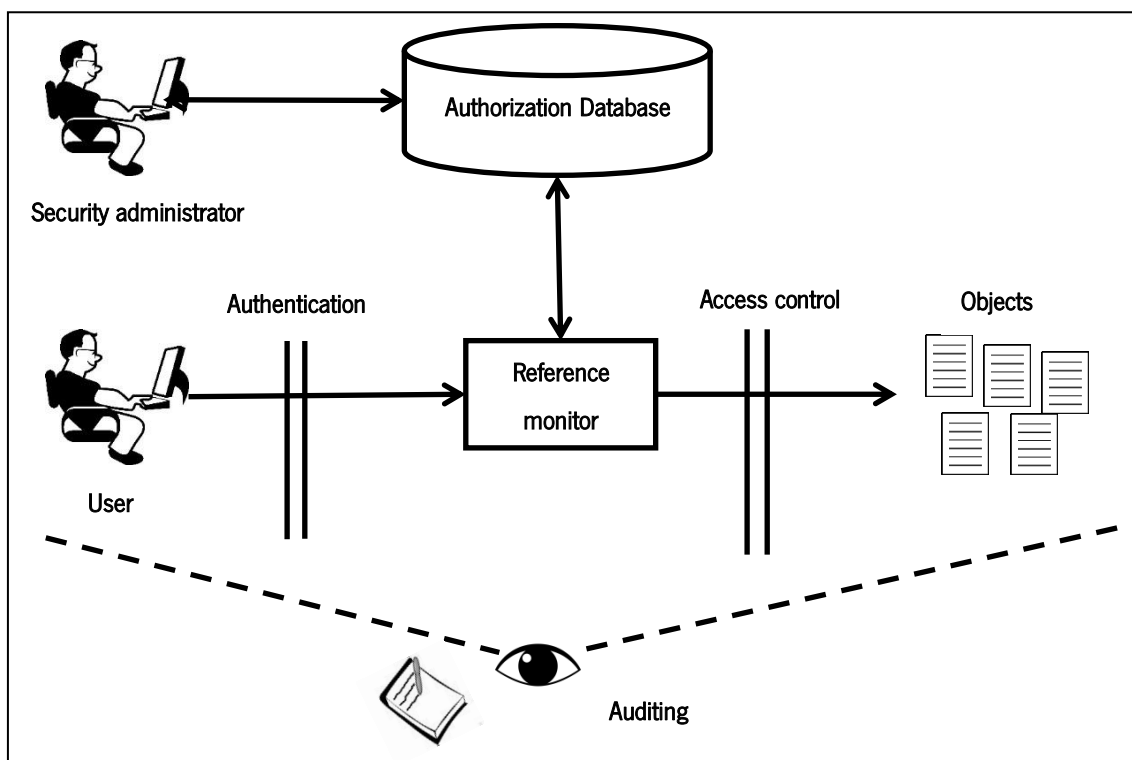 Authorization Database
Security administrator
Authentication
Access control
Objects
Reference
monitor
User
Auditing